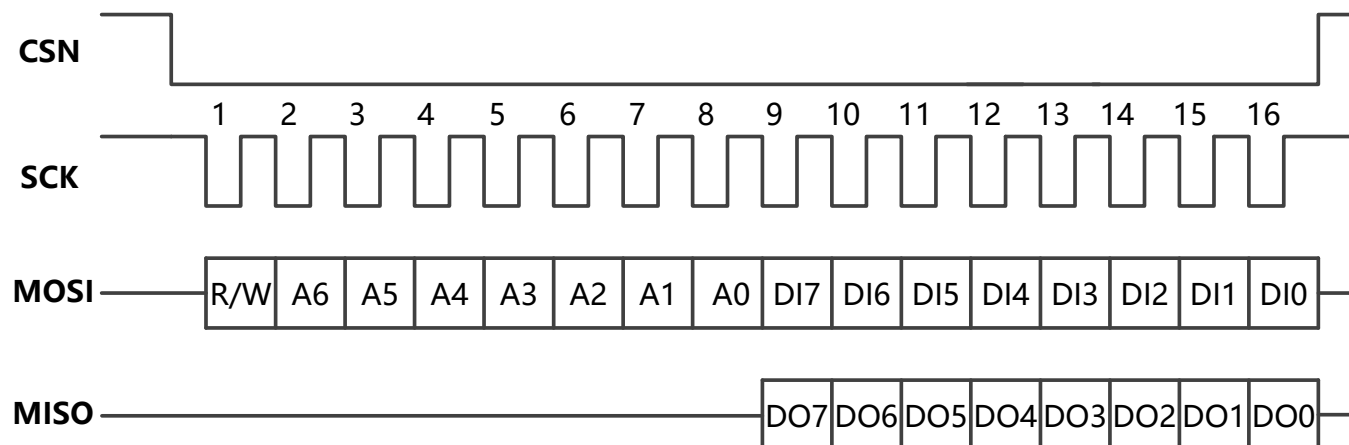 CSN
1 2 3 4 5 6 7 8 9 10 11 12 13 14 15 16
SCK
MOSI R/W A6 A5 A4 A3 A2 A1 A0 DI7 DI6 DI5 DI4 DI3 DI2 DI1 DI0
MISO DO7 DO6 DO5 DO4 DO3 DO2 DO1 DO0